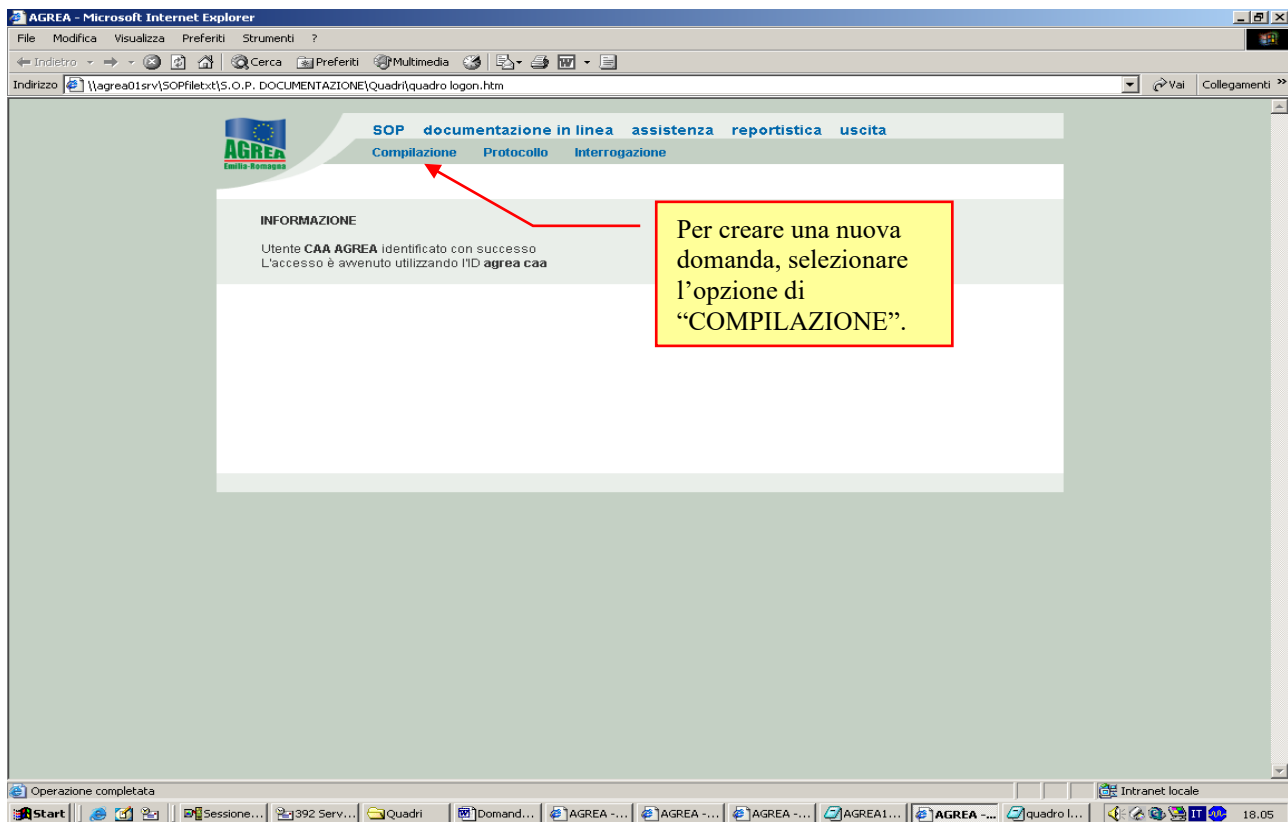 AGREA - Microsoft Internet Explorer
File Modifica Visualizza Preferiti Strumenti ?
Indietro Cerca Preferiti Multimedia
Indirizzo \\agrea01srv\SOPfiletxt\S.O.P. DOCUMENTAZIONE\Quadri\quadro logon.htm Vai Collegamenti »
SOP documentazione in linea assistenza reportistica uscita
AGREA
Emilia-Romagna
Compilazione Protocollo Interrogazione
INFORMAZIONE
Utente CAA AGREA identificato con successo
L'accesso è avvenuto utilizzando l'ID agrea caa
Per creare una nuova
domanda, selezionare
l’opzione di
“COMPILAZIONE”.
Operazione completata Intranet locale
Start Sessione... 392 Serv... Quadri Domand... AGREA -... AGREA -... AGREA -... AGREA1... AGREA -... quadro l... IT 18.05